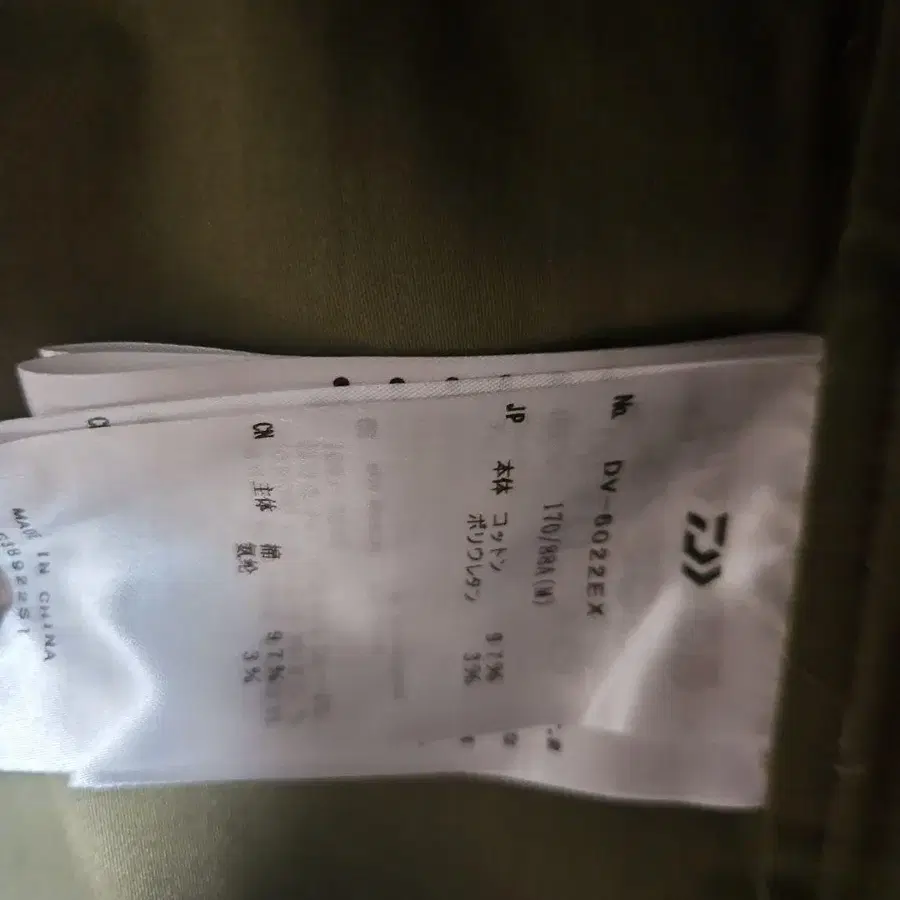 No. DV-6022EX
170/88A(M)
JP 本体 コットン 97%
ポリウレタン 3%
CN 主体 棉 97%
氨纶 3%
MADE IN CHINA